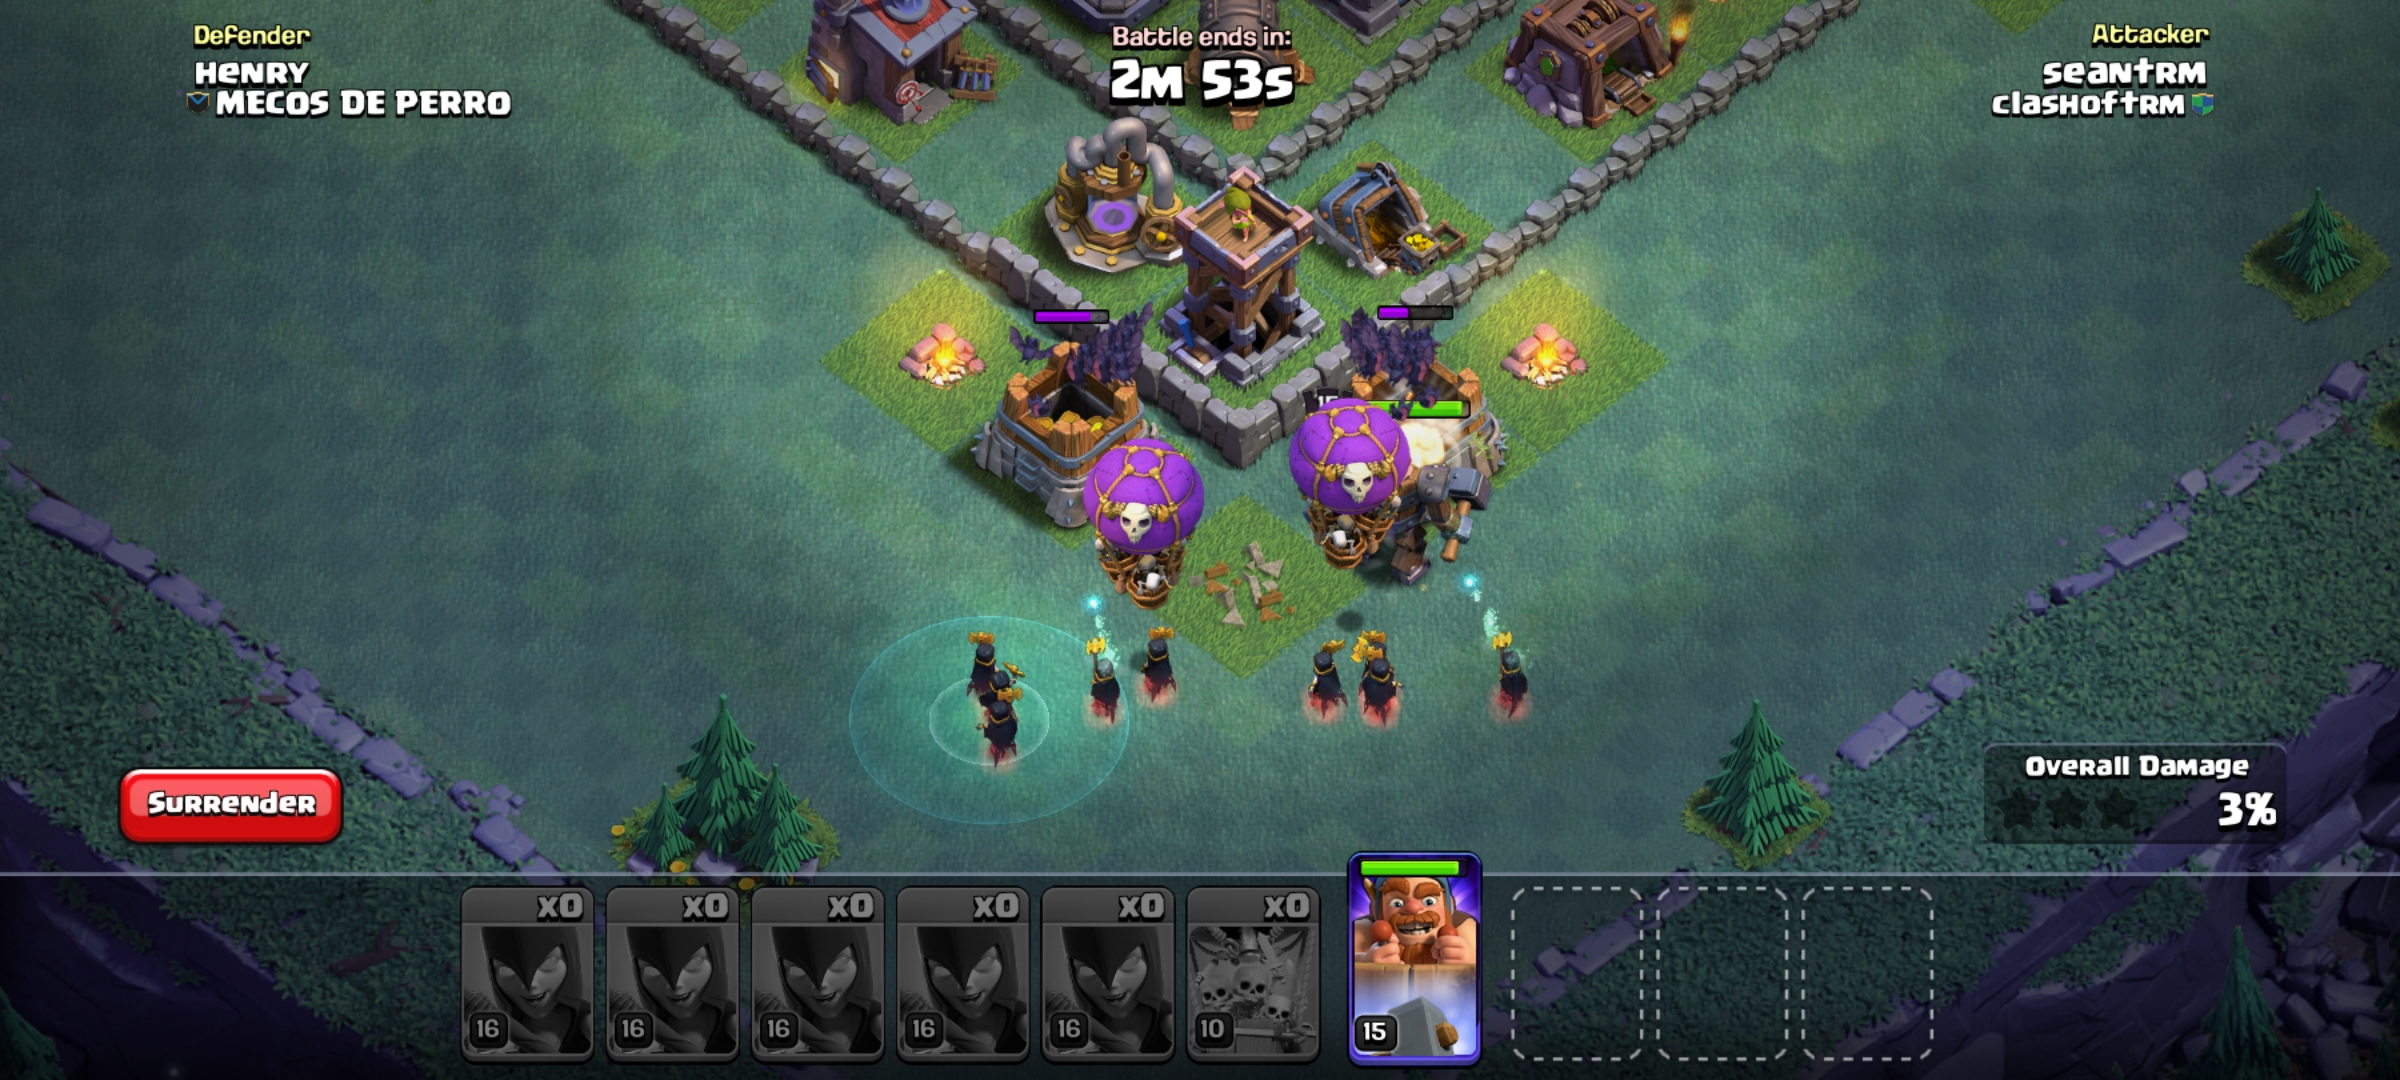 Defender
HENRY
MECOS DE PERRO
Battle ends in:
2M 53s
Attacker
seantrm
clashoftrm
15
Surrender
Overall Damage
3%
x0
x0
x0
x0
x0
x0
16
16
16
16
16
10
15